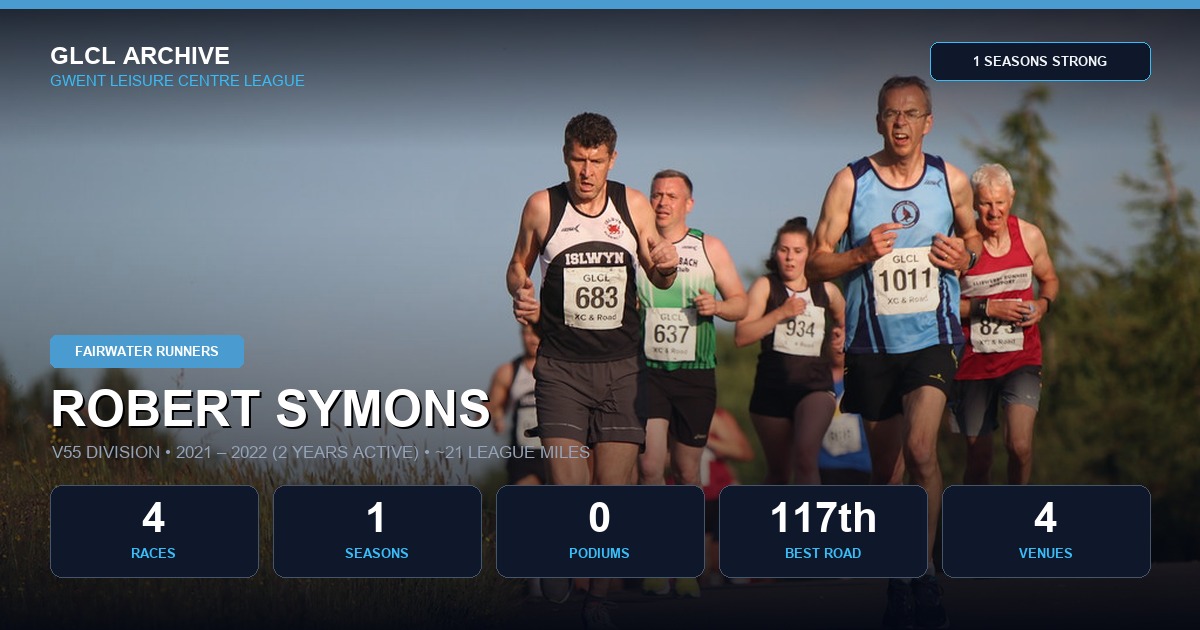 GLCL ARCHIVE
GWENT LEISURE CENTRE LEAGUE
1 SEASONS STRONG
ISLWYN
GLCL
683
XC & Road
GLCL
637
XC & Road
934
GLCL
1011
XC & Road
XC & Road
FAIRWATER RUNNERS
ROBERT SYMONS
V55 DIVISION • 2021 – 2022 (2 YEARS ACTIVE) • ~21 LEAGUE MILES
4
RACES
1
SEASONS
0
PODIUMS
117th
BEST ROAD
4
VENUES